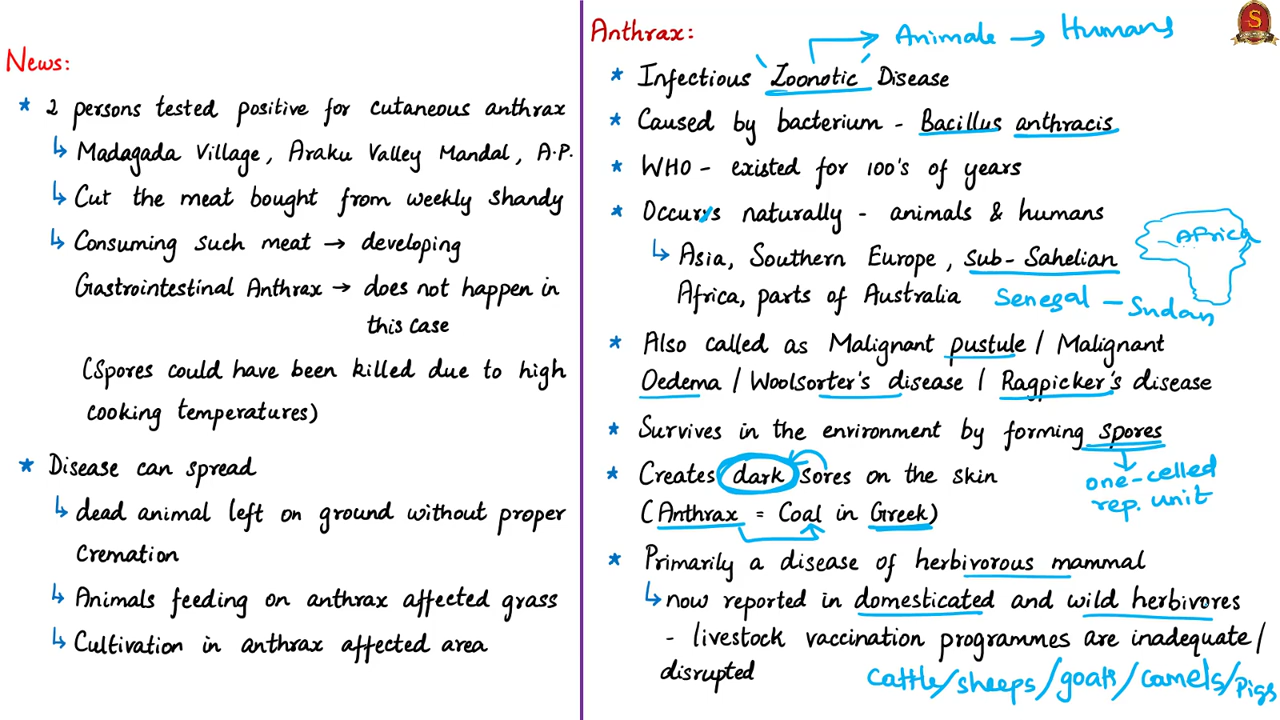 News:
* 2 persons tested positive for cutaneous anthrax
↳ Madagada Village, Araku Valley Mandal, A.P.
↳ Cut the meat bought from weekly shandy
↳ Consuming such meat → developing
Gastrointestinal Anthrax → does not happen in
this case
(Spores could have been killed due to high
cooking temperatures)
* Disease can spread
↳ dead animal left on ground without proper
Cremation
↳ Animals feeding on anthrax affected grass
↳ Cultivation in anthrax affected area
Anthrax:
Animale → Humans
* Infectious 'Zoonotic' Disease
* Caused by bacterium - Bacillus anthracis
* WHO - existed for 100's of years
* Occurs naturally - animals & humans
↳ Asia, Southern Europe, Sub-Sahelian
Africa, parts of Australia
Africa
Senegal - Sudan
* Also called as Malignant pustule / Malignant
Oedema / Woolsorter's disease / Ragpicker's disease
* Survives in the environment by forming spores
one-celled
rep. unit
* Creates dark sores on the skin
(Anthrax = Coal in Greek)
* Primarily a disease of herbivorous mammal
↳ now reported in domesticated and wild herbivores
- livestock vaccination programmes are inadequate/
disrupted
cattle/sheeps/goats/camels/pigs
S